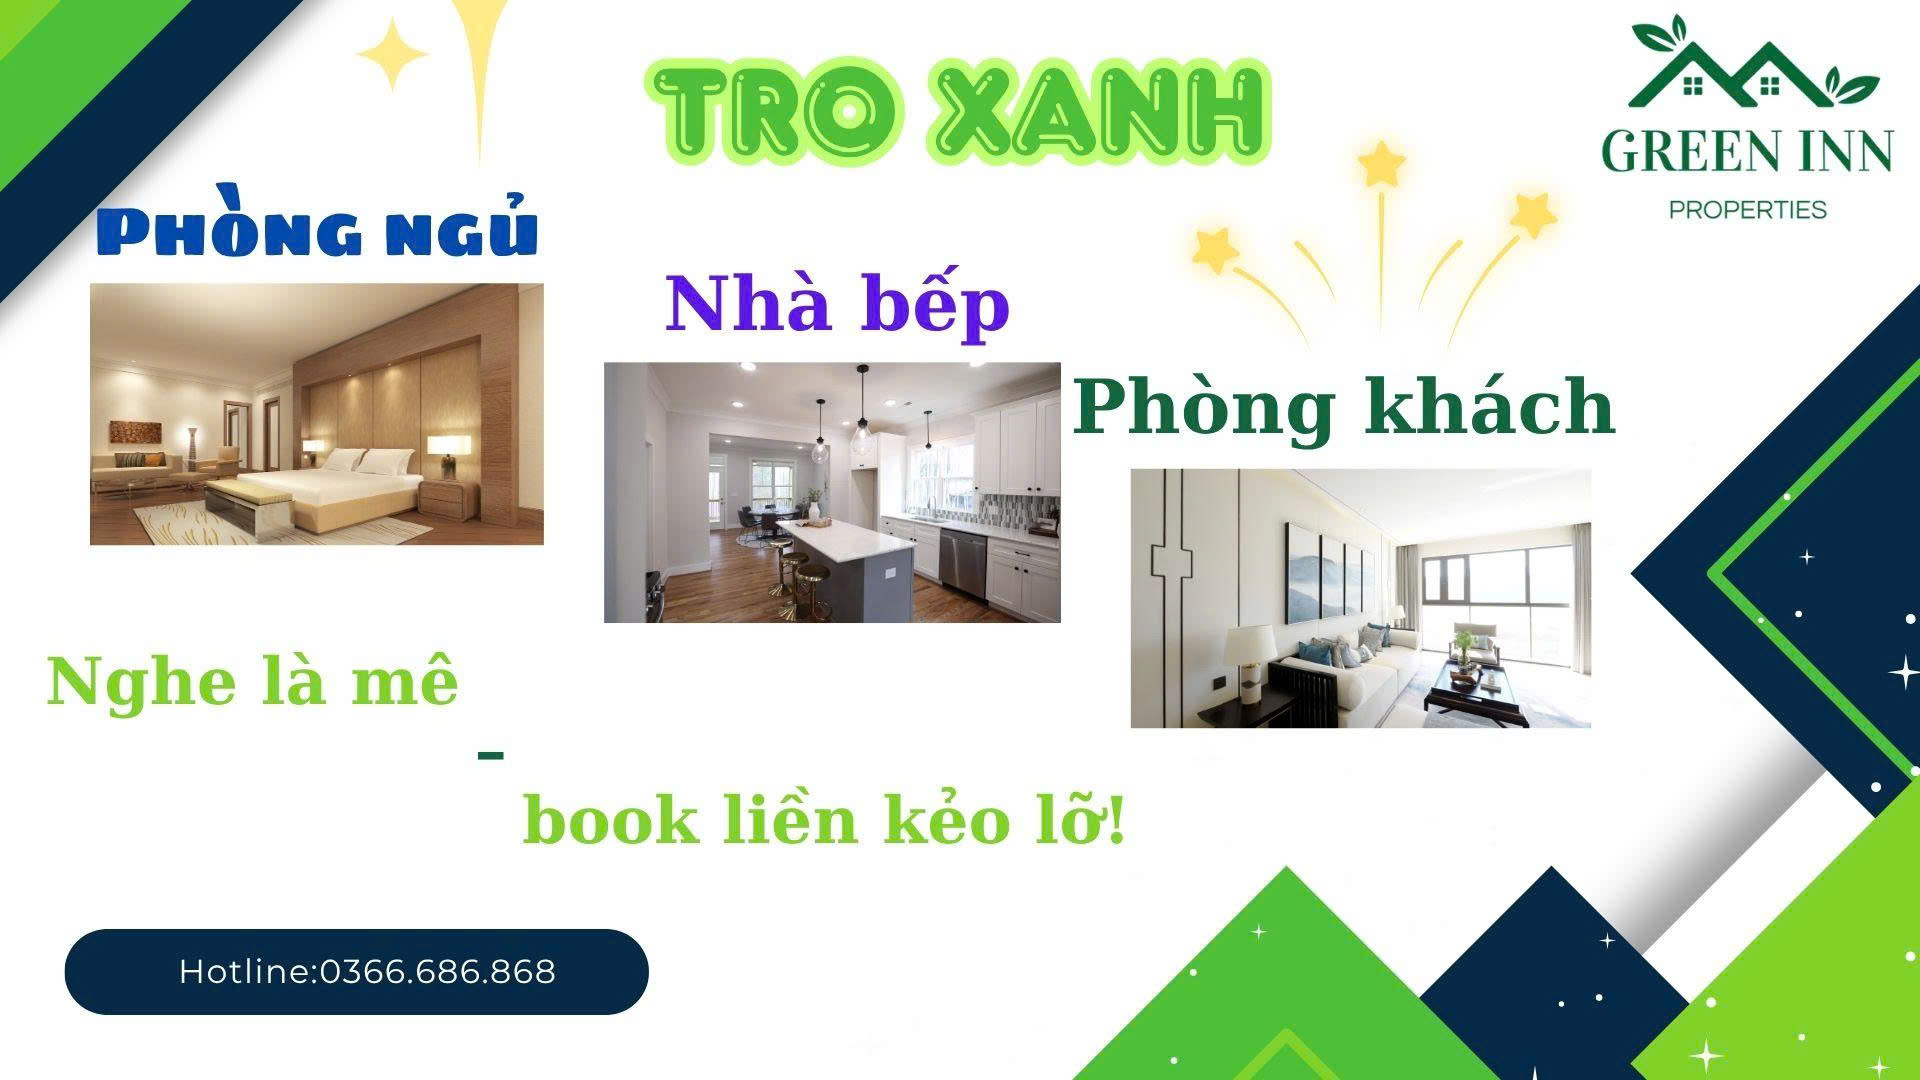 TRO XANH
GREEN INN
PROPERTIES
Phòng ngủ
Nhà bếp
Phòng khách
Nghe là mê
-
book liền kẻo lỡ!
Hotline:0366.686.868